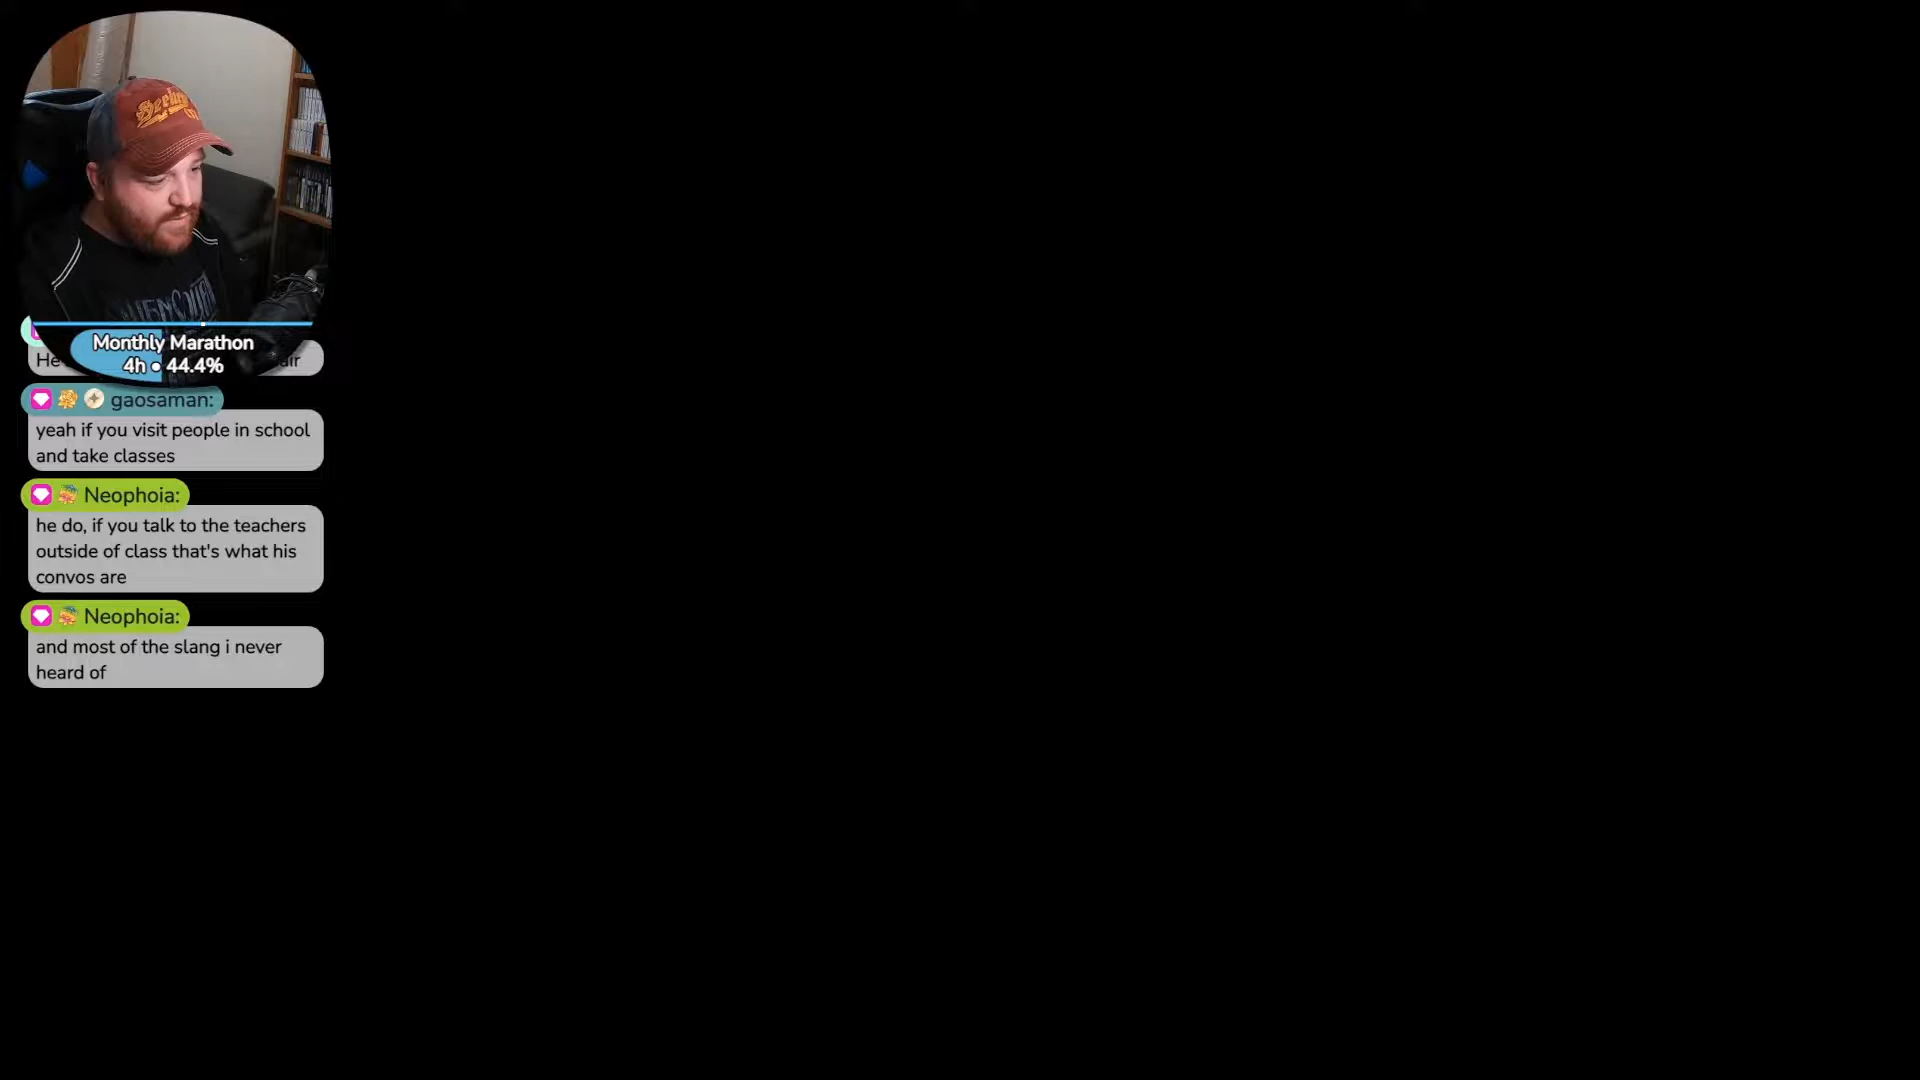 Monthly Marathon
4h • 44.4%
He
air
gaosaman:
yeah if you visit people in school
and take classes
Neophoia:
he do, if you talk to the teachers
outside of class that's what his
convos are
Neophoia:
and most of the slang i never
heard of